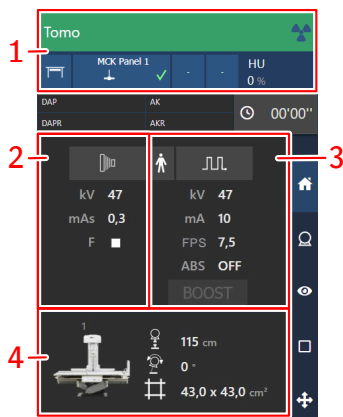 Tomo
1
MCK Panel 1
- -
HU
0 %
DAP AK
DAPR AKR
00'00''
2
3
kV 47
mAs 0,3
F
kV 47
mA 10
FPS 7,5
ABS OFF
BOOST
4
1
115 cm
0 °
43,0 x 43,0 cm²